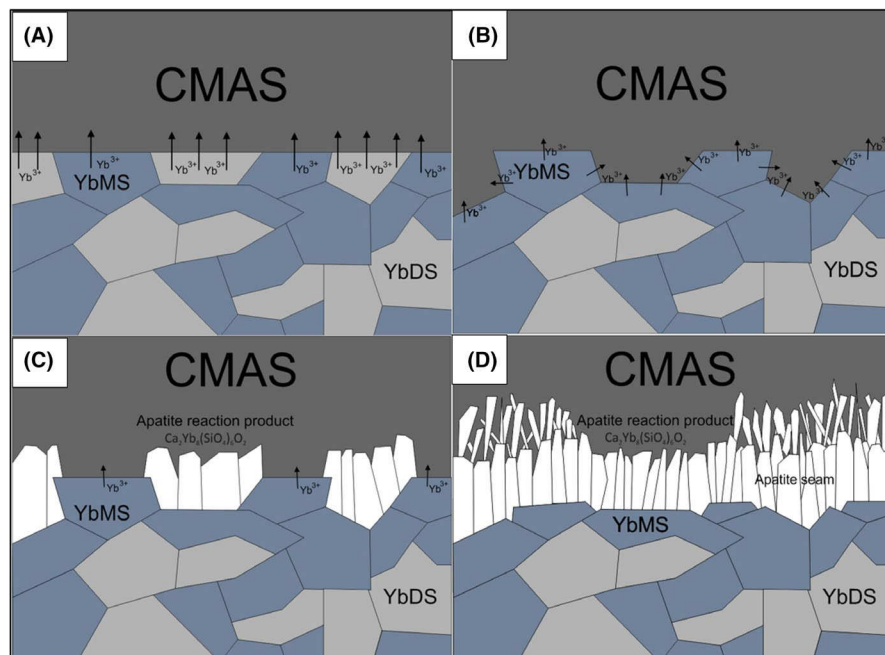 (A)
CMAS
Yb3+ Yb3+ Yb3+ Yb3+ Yb3+ Yb3+ Yb3+ Yb3+
YbMS
YbDS
(B)
CMAS
Yb3+ Yb3+ Yb3+
YbMS Yb3+ Yb3+ Yb3+
Yb3+ Yb3+ Yb3+ Yb3+ Yb3+
Yb3+
YbDS
(C)
CMAS
Apatite reaction product
Ca2Yb8(SiO4)6O2
Yb3+ Yb3+ Yb3+
YbMS
YbDS
(D)
CMAS
Apatite reaction product
Ca2Yb8(SiO4)6O2
Apatite seam
YbMS
YbDS